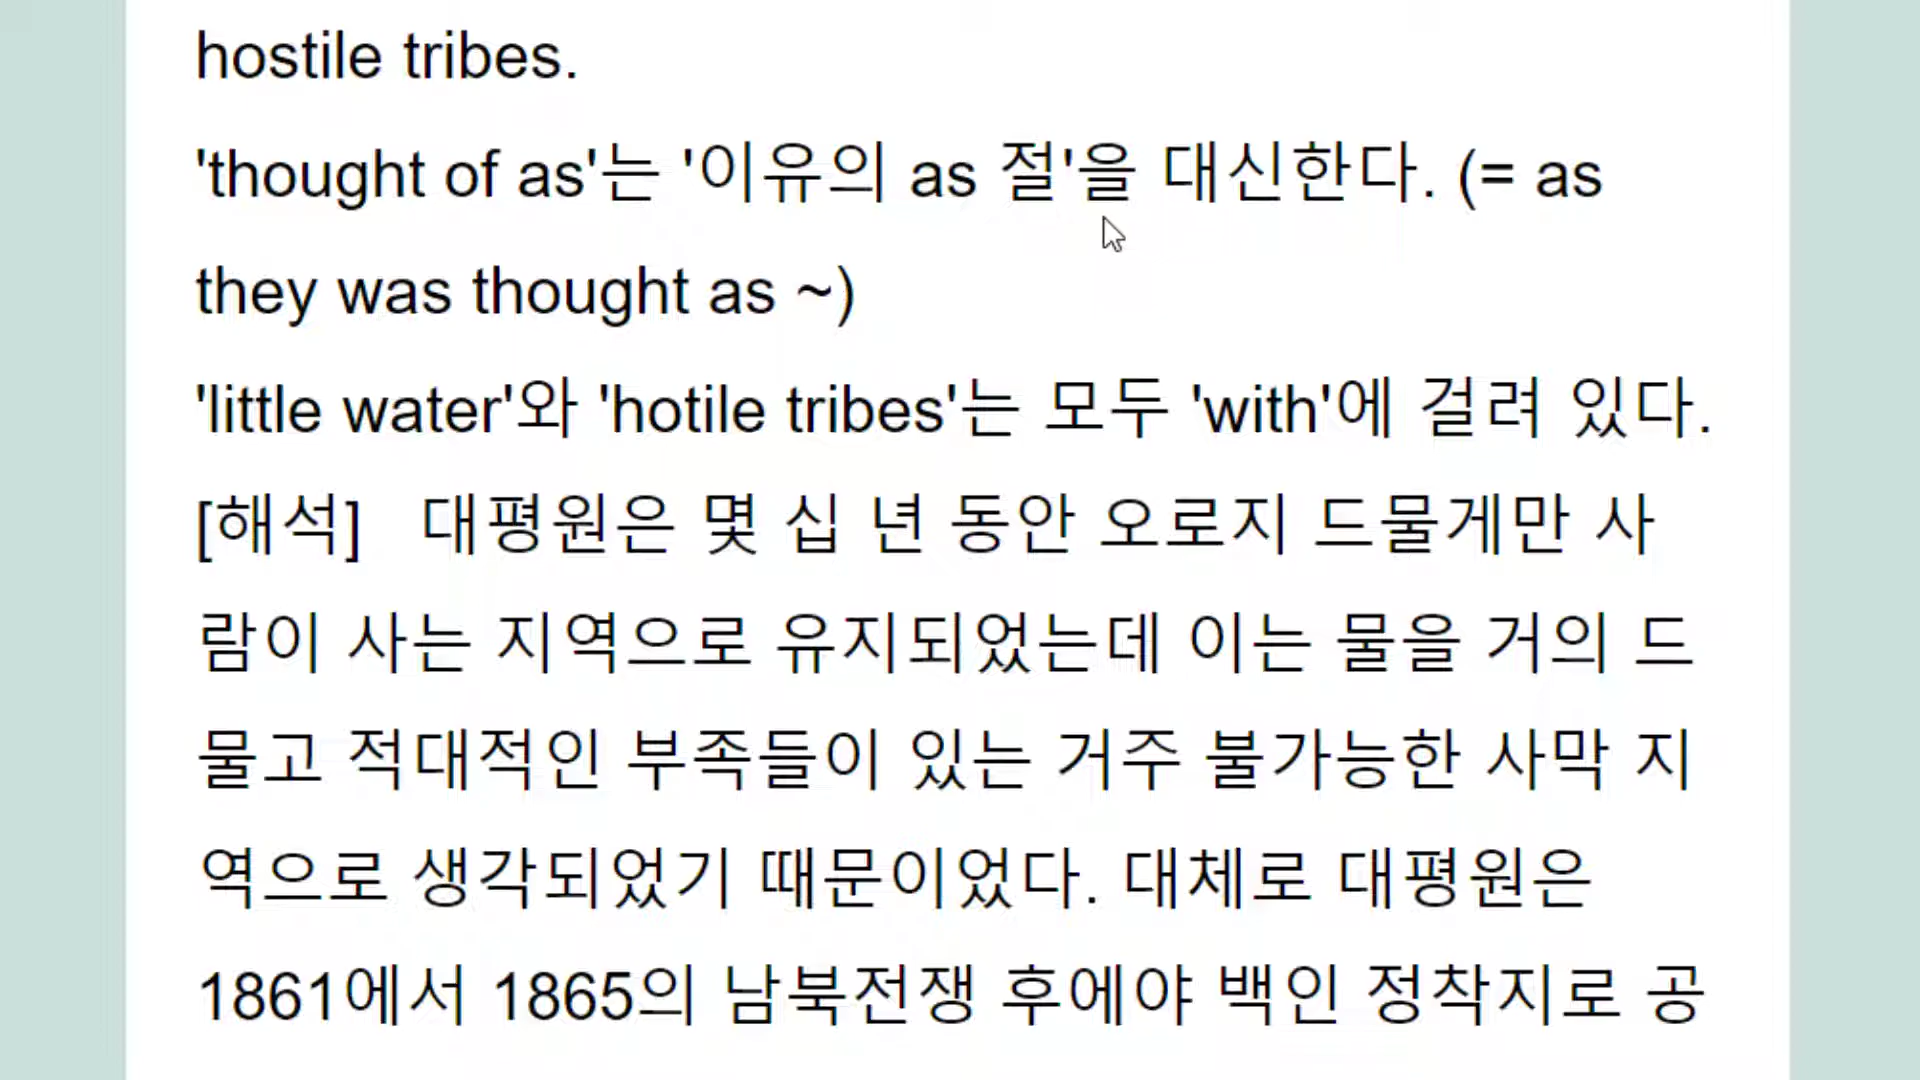 hostile tribes.
'thought of as'는 '이유의 as 절'을 대신한다. (= as
they was thought as ~)
'little water'와 'hotile tribes'는 모두 'with'에 걸려 있다.
[해석]   대평원은 몇 십 년 동안 오로지 드물게만 사
람이 사는 지역으로 유지되었는데 이는 물을 거의 드
물고 적대적인 부족들이 있는 거주 불가능한 사막 지
역으로 생각되었기 때문이었다. 대체로 대평원은
1861에서 1865의 남북전쟁 후에야 백인 정착지로 공